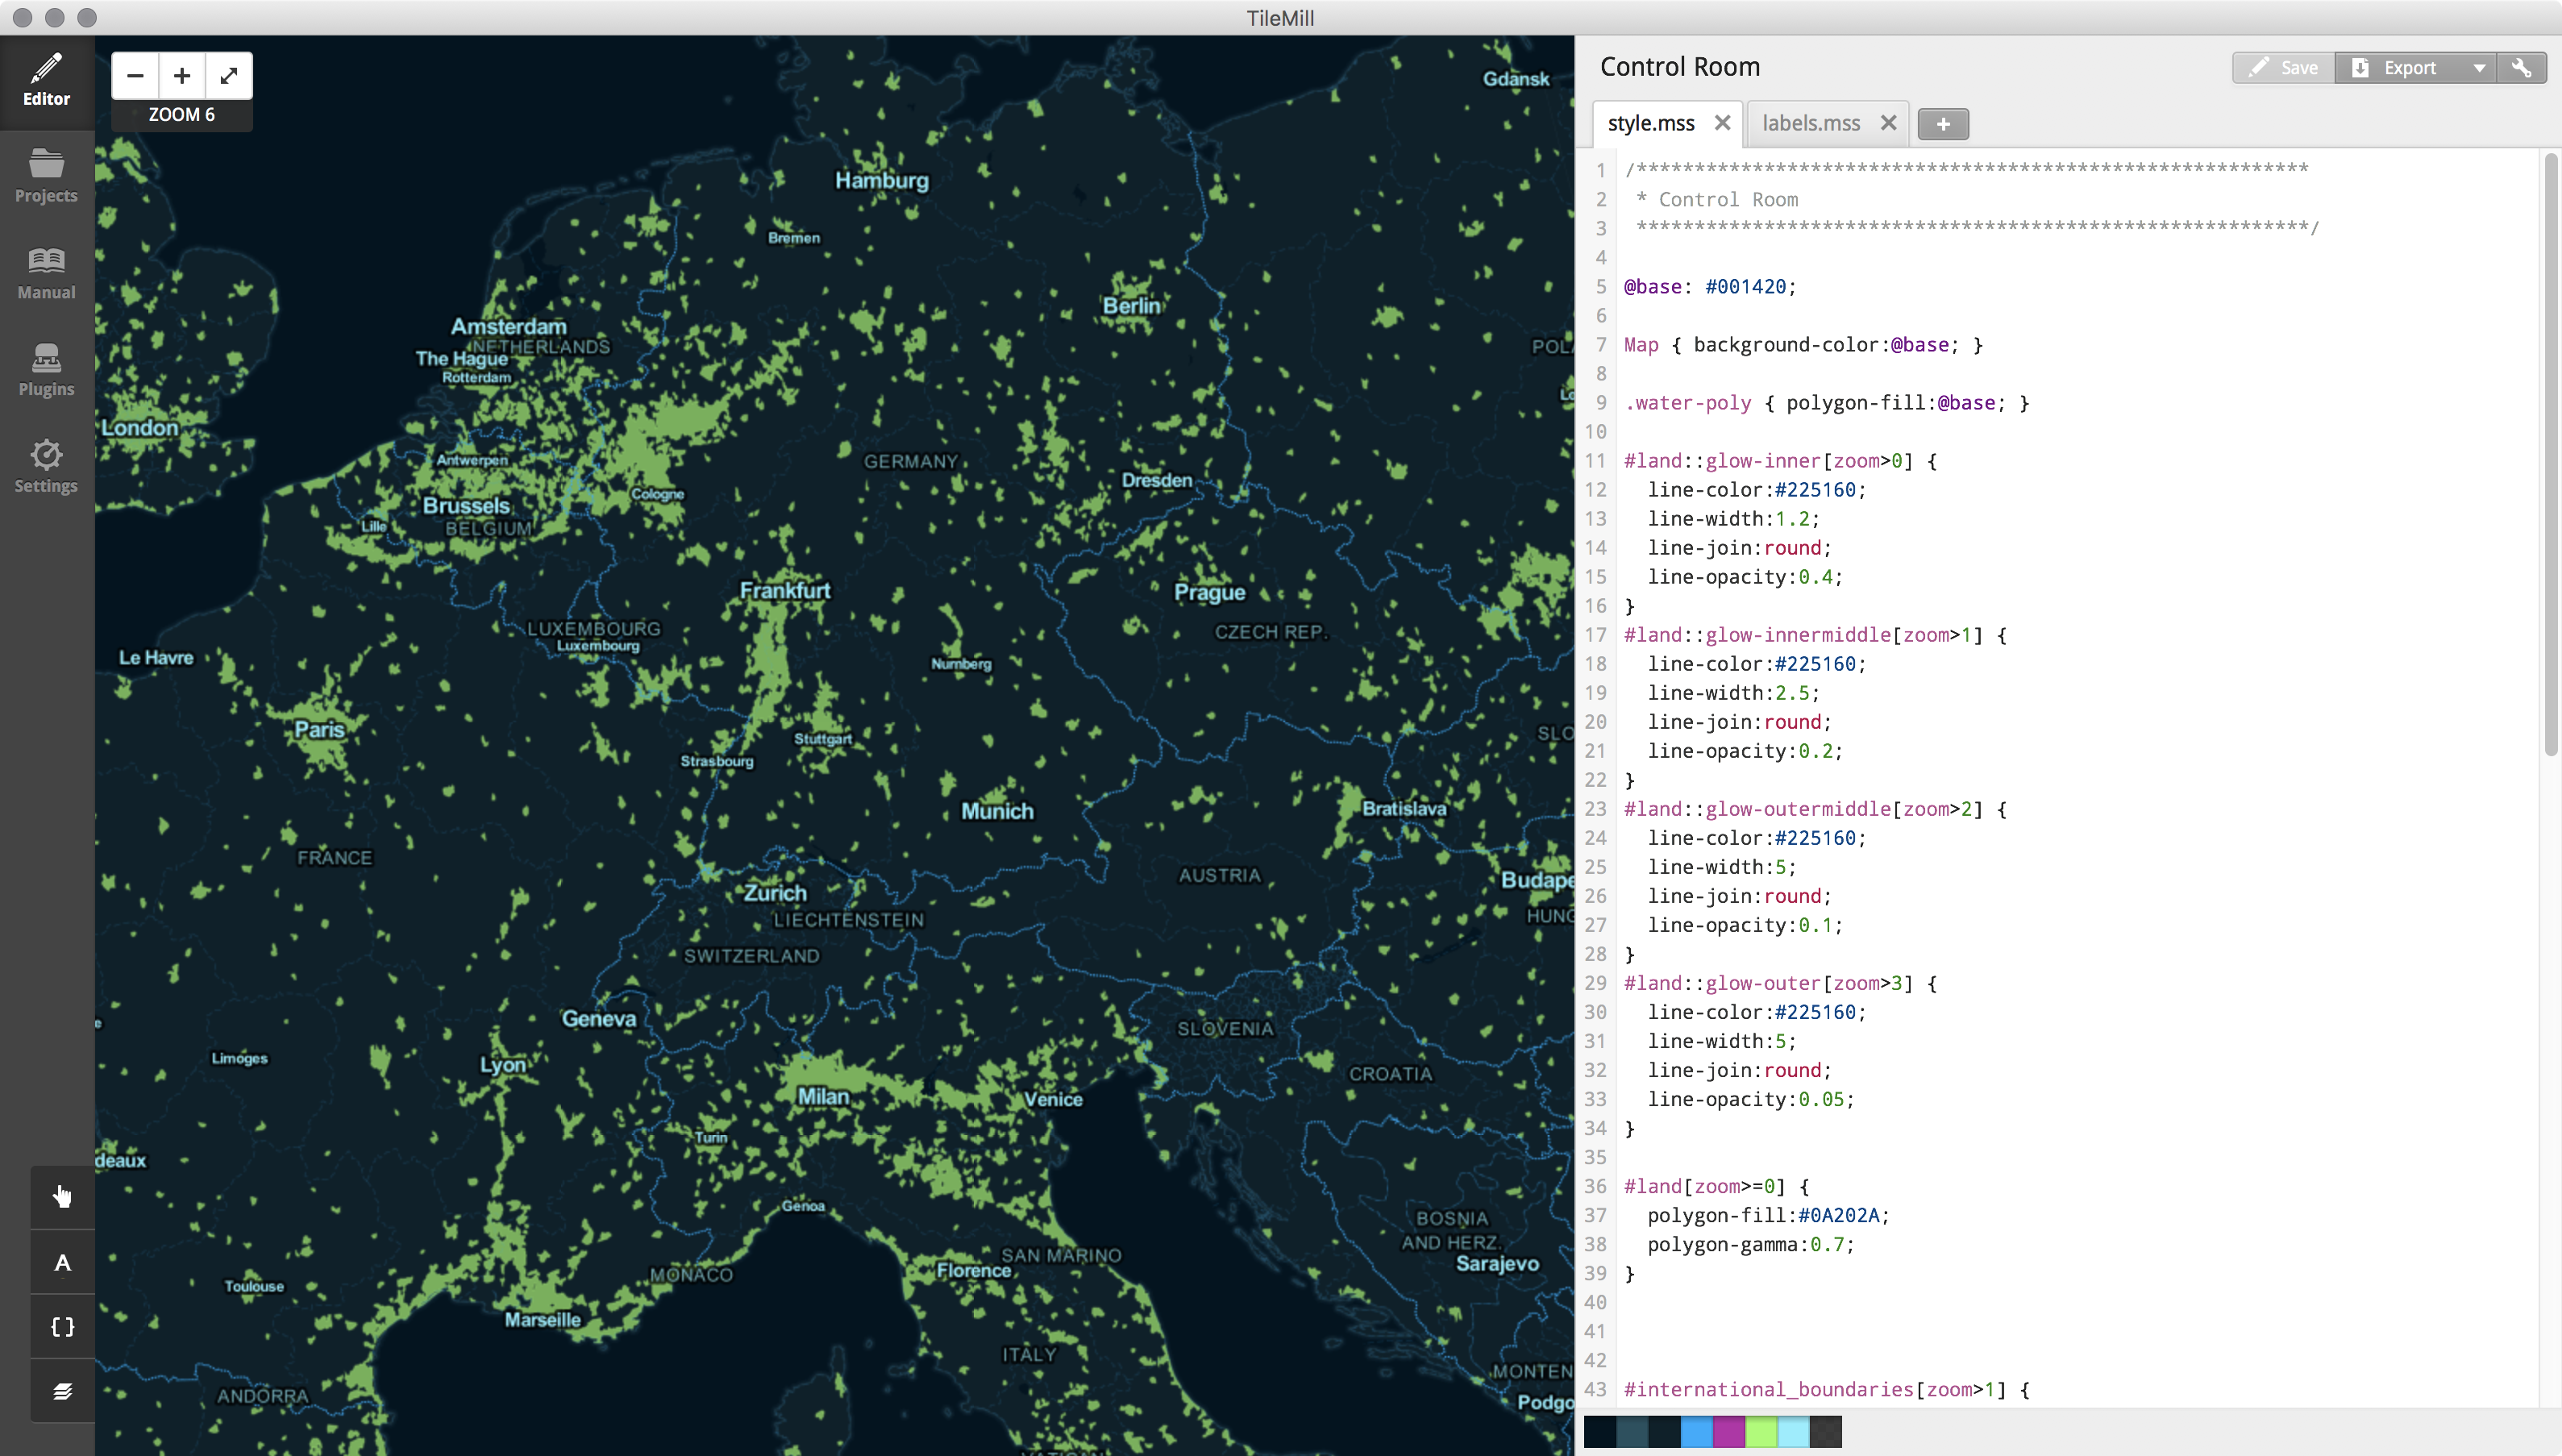 TileMill
Editor
Projects
Manual
Plugins
Settings
ZOOM 6
Gdansk
Hamburg
Bremen
Berlin
Amsterdam
NETHERLANDS
The Hague
Rotterdam
POL
Lo
London
Antwerpen
GERMANY
Dresden
Cologne
Brussels
Lille
BELGIUM
Frankfurt
Prague
LUXEMBOURG
CZECH REP.
Luxembourg
Le Havre
Nurnberg
Paris
Stuttgart
SLO
Strasbourg
Munich
Bratislava
FRANCE
AUSTRIA
Budape
Zurich
LIECHTENSTEIN
HUNG
SWITZERLAND
Geneva
e
SLOVENIA
Limoges
Lyon
CROATIA
Milan
Venice
Turin
deaux
Genoa
BOSNIA
AND HERZ.
SAN MARINO
Sarajevo
Florence
MONACO
Toulouse
Marseille
ITALY
MONTEN
ANDORRA
Podgo
VATICAN
A
{ }
Control Room
Save
Export
style.mss
labels.mss
+
1 /**********************************************************
2  * Control Room
3  **********************************************************/
4
5 @base: #001420;
6
7 Map { background-color:@base; }
8
9 .water-poly { polygon-fill:@base; }
10
11 #land::glow-inner[zoom>0] {
12   line-color:#225160;
13   line-width:1.2;
14   line-join:round;
15   line-opacity:0.4;
16 }
17 #land::glow-innermiddle[zoom>1] {
18   line-color:#225160;
19   line-width:2.5;
20   line-join:round;
21   line-opacity:0.2;
22 }
23 #land::glow-outermiddle[zoom>2] {
24   line-color:#225160;
25   line-width:5;
26   line-join:round;
27   line-opacity:0.1;
28 }
29 #land::glow-outer[zoom>3] {
30   line-color:#225160;
31   line-width:5;
32   line-join:round;
33   line-opacity:0.05;
34 }
35
36 #land[zoom>=0] {
37   polygon-fill:#0A202A;
38   polygon-gamma:0.7;
39 }
40
41
42
43 #international_boundaries[zoom>1] {